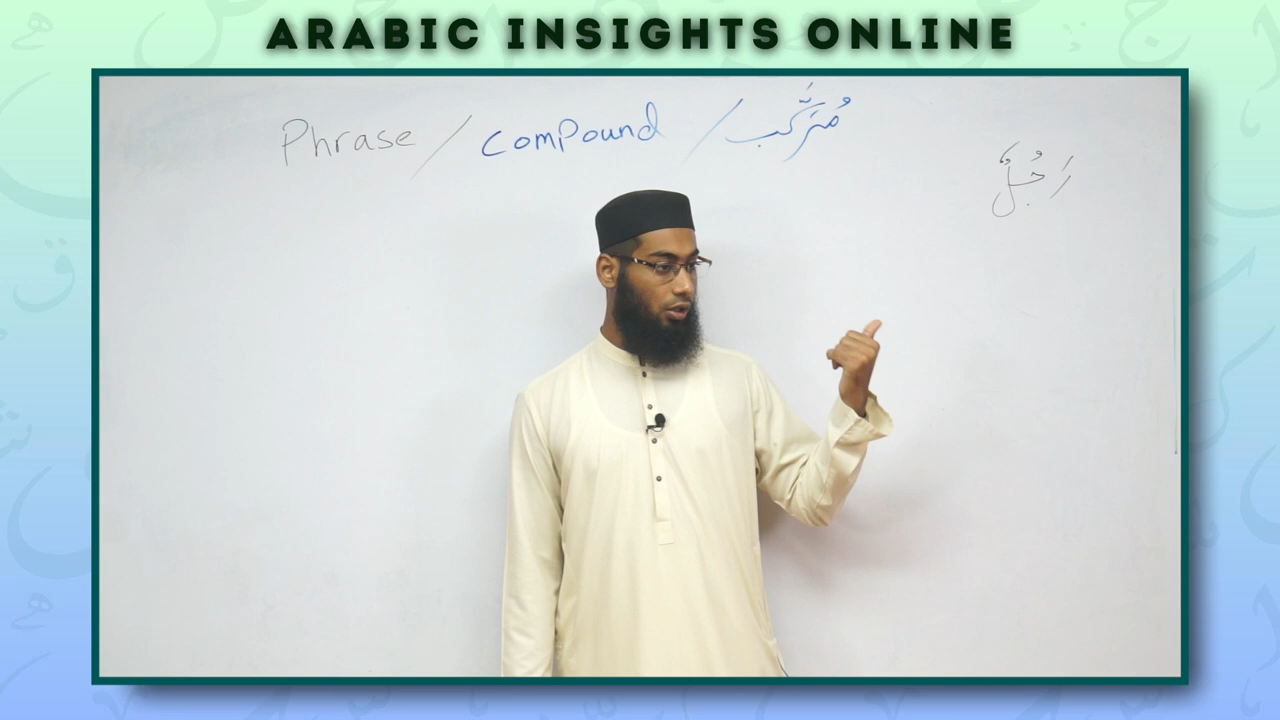 ARABIC INSIGHTS ONLINE
Phrase / compound / مُرَكَّب
رَجُلٌ